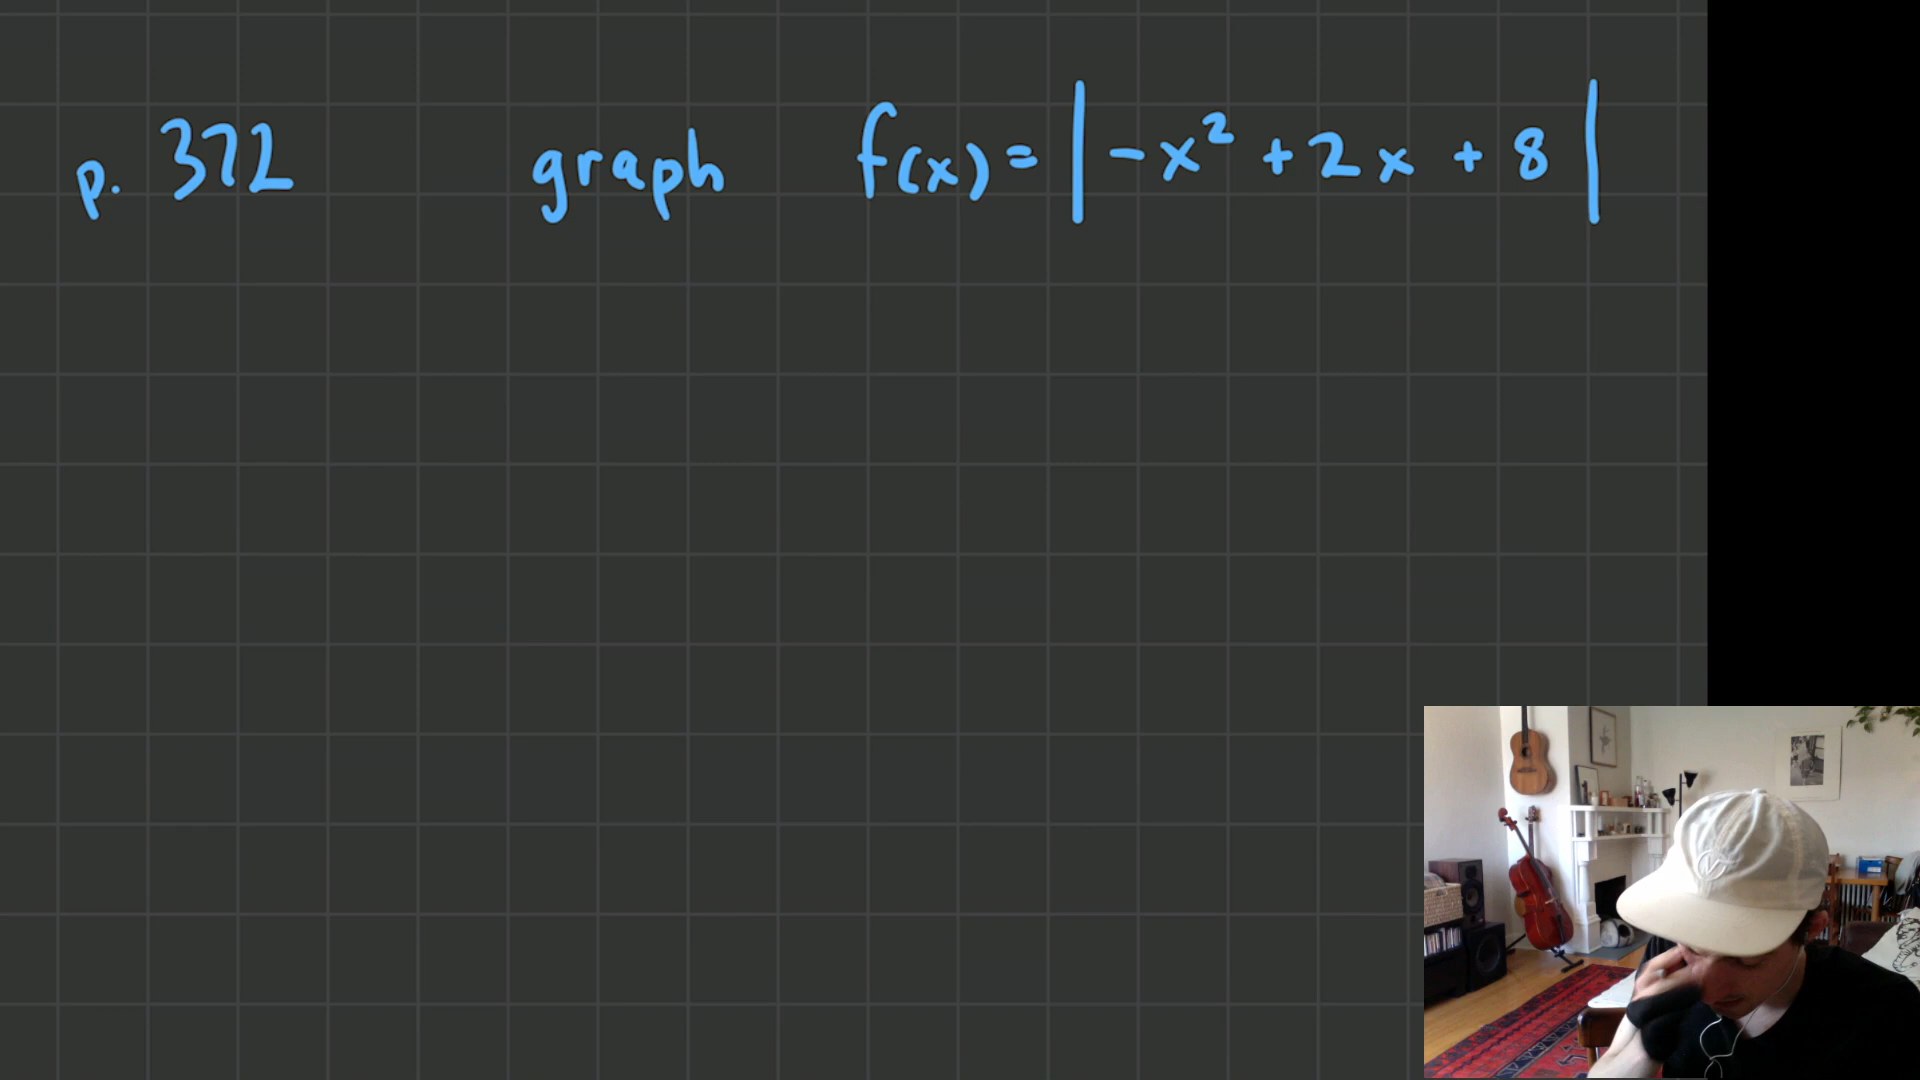 p. 372 graph f(x) = | -x² + 2x + 8 |